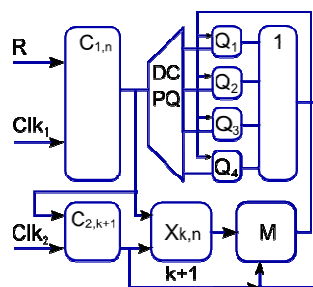 R
C1,n
DC
PQ
Q1
1
Q2
Clk1
Q3
Q4
Clk2
C2,k+1
Xk,n
M
k+1